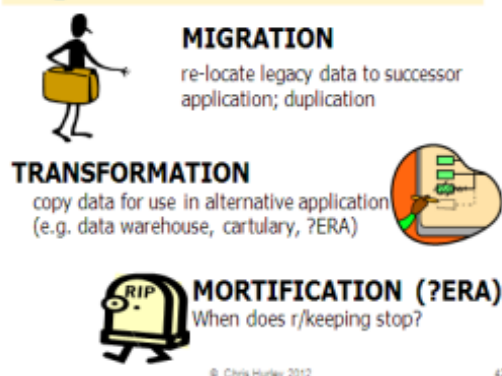 MIGRATION
re-locate legacy data to successor
application; duplication
TRANSFORMATION
copy data for use in alternative application
(e.g. data warehouse, cartulary, ?ERA)
RIP
MORTIFICATION (?ERA)
When does r/keeping stop?
© Chris Hurley 2012